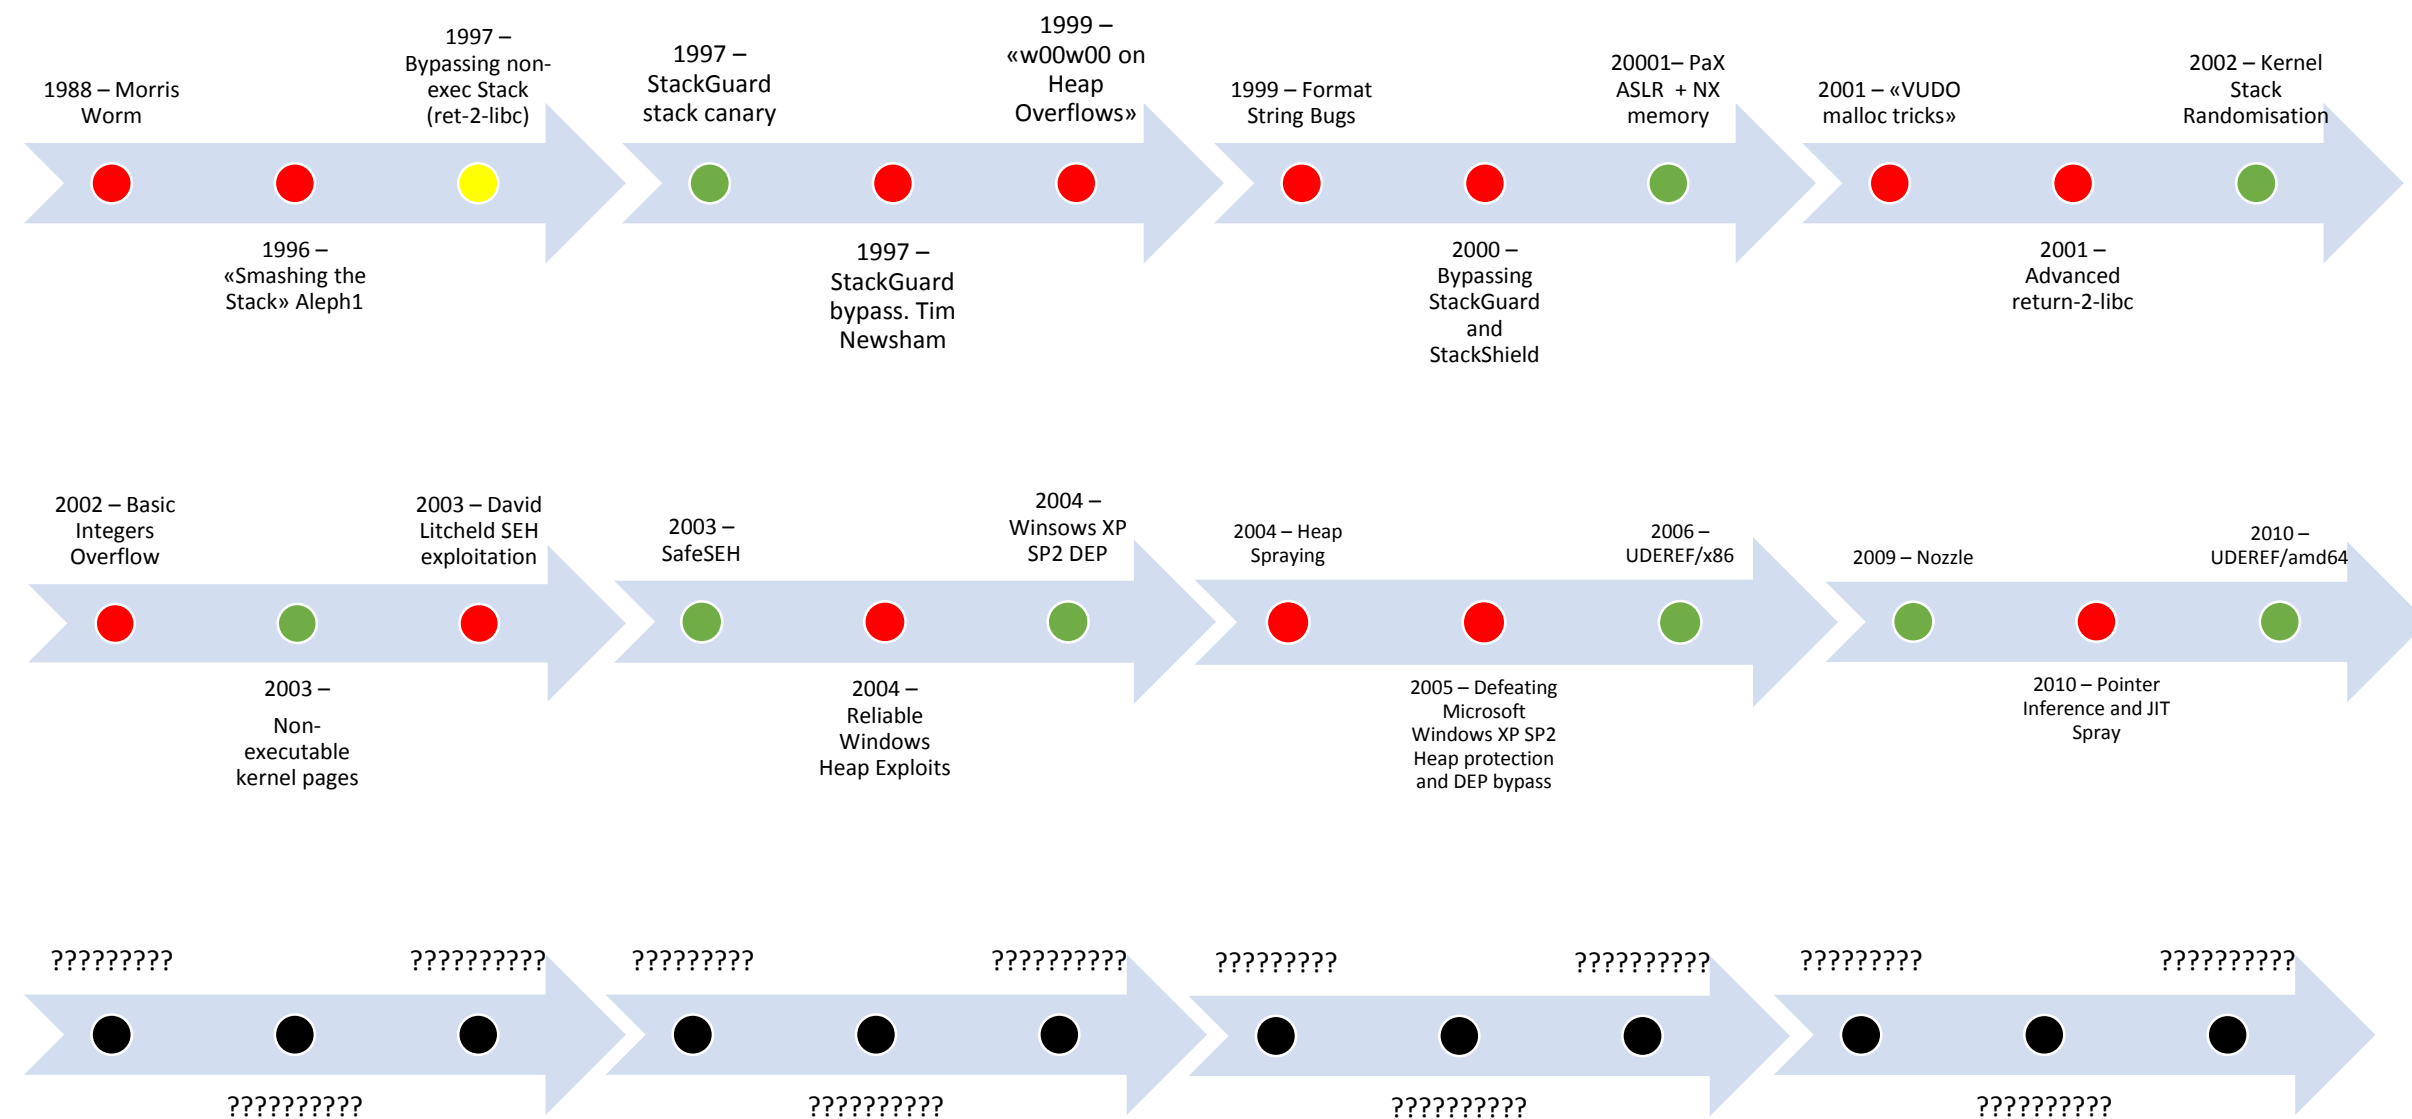 1988 – Morris
Worm
1996 –
«Smashing the
Stack» Aleph1
1997 –
Bypassing non-
exec Stack
(ret-2-libc)
1997 –
StackGuard
stack canary
1997 –
StackGuard
bypass. Tim
Newsham
1999 –
«w00w00 on
Heap
Overflows»
1999 – Format
String Bugs
2000 –
Bypassing
StackGuard
and
StackShield
20001– PaX
ASLR + NX
memory
2001 – «VUDO
malloc tricks»
2001 –
Advanced
return-2-libc
2002 – Kernel
Stack
Randomisation
2002 – Basic
Integers
Overflow
2003 –
Non-
executable
kernel pages
2003 – David
Litcheld SEH
exploitation
2003 –
SafeSEH
2004 –
Reliable
Windows
Heap Exploits
2004 –
Winsows XP
SP2 DEP
2004 – Heap
Spraying
2005 – Defeating
Microsoft
Windows XP SP2
Heap protection
and DEP bypass
2006 –
UDEREF/x86
2009 – Nozzle
2010 – Pointer
Inference and JIT
Spray
2010 –
UDEREF/amd64
?????????
??????????
??????????
?????????
??????????
??????????
?????????
??????????
??????????
?????????
??????????
??????????